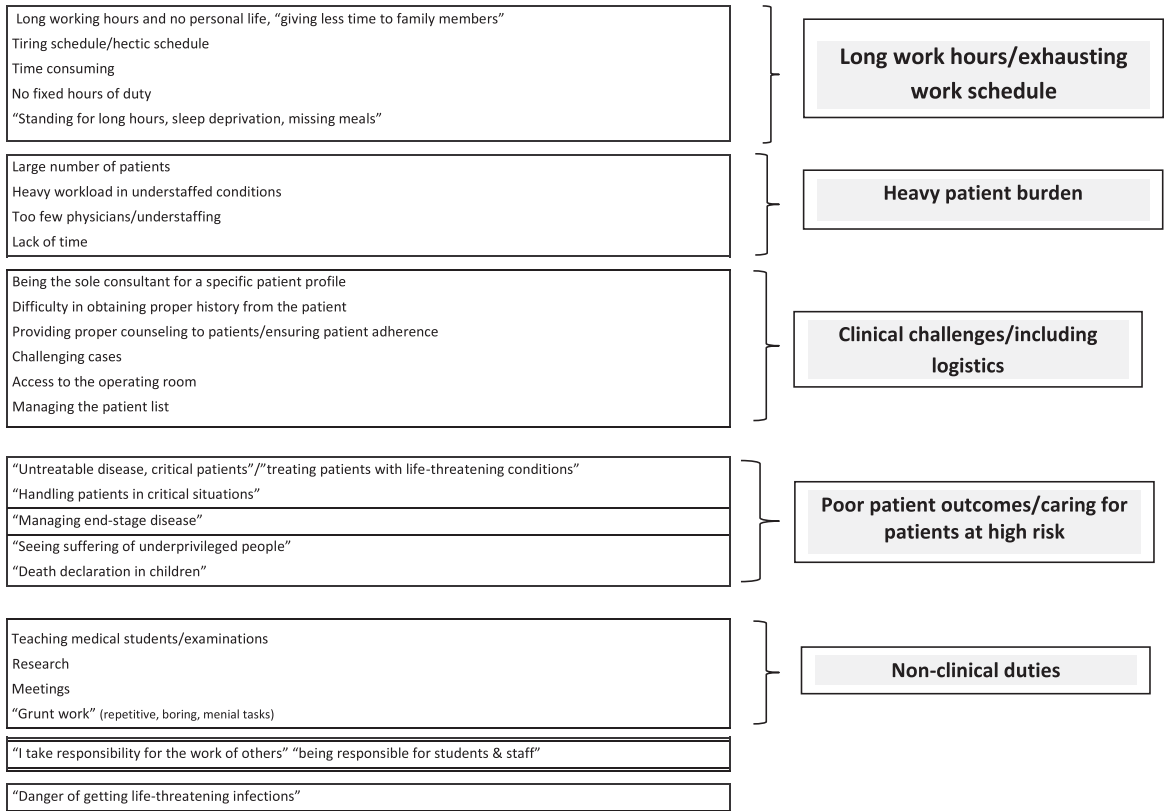 Long working hours and no personal life, “giving less time to family members”
Tiring schedule/hectic schedule
Time consuming
No fixed hours of duty
“Standing for long hours, sleep deprivation, missing meals”
Long work hours/exhausting
work schedule
Large number of patients
Heavy workload in understaffed conditions
Too few physicians/understaffing
Lack of time
Heavy patient burden
Being the sole consultant for a specific patient profile
Difficulty in obtaining proper history from the patient
Providing proper counseling to patients/ensuring patient adherence
Challenging cases
Access to the operating room
Managing the patient list
Clinical challenges/including
logistics
“Untreatable disease, critical patients”/”treating patients with life-threatening conditions”
“Handling patients in critical situations”
“Managing end-stage disease”
“Seeing suffering of underprivileged people”
“Death declaration in children”
Poor patient outcomes/caring for
patients at high risk
Teaching medical students/examinations
Research
Meetings
“Grunt work” (repetitive, boring, menial tasks)
Non-clinical duties
“I take responsibility for the work of others” “being responsible for students & staff”
“Danger of getting life-threatening infections”